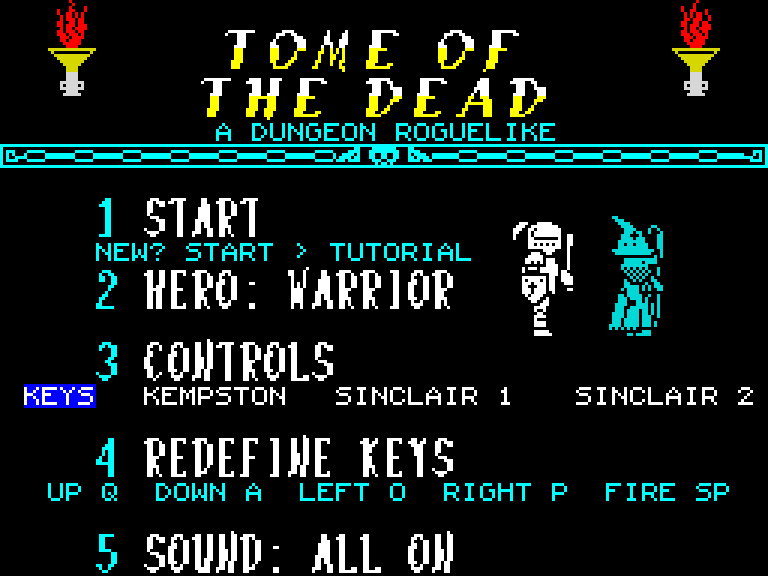 TOME OF
THE DEAD
A DUNGEON ROGUELIKE
1 START
NEW? START > TUTORIAL
2 HERO: WARRIOR
3 CONTROLS
KEYS KEMPSTON SINCLAIR 1 SINCLAIR 2
4 REDEFINE KEYS
UP Q DOWN A LEFT O RIGHT P FIRE SP
5 SOUND: ALL ON